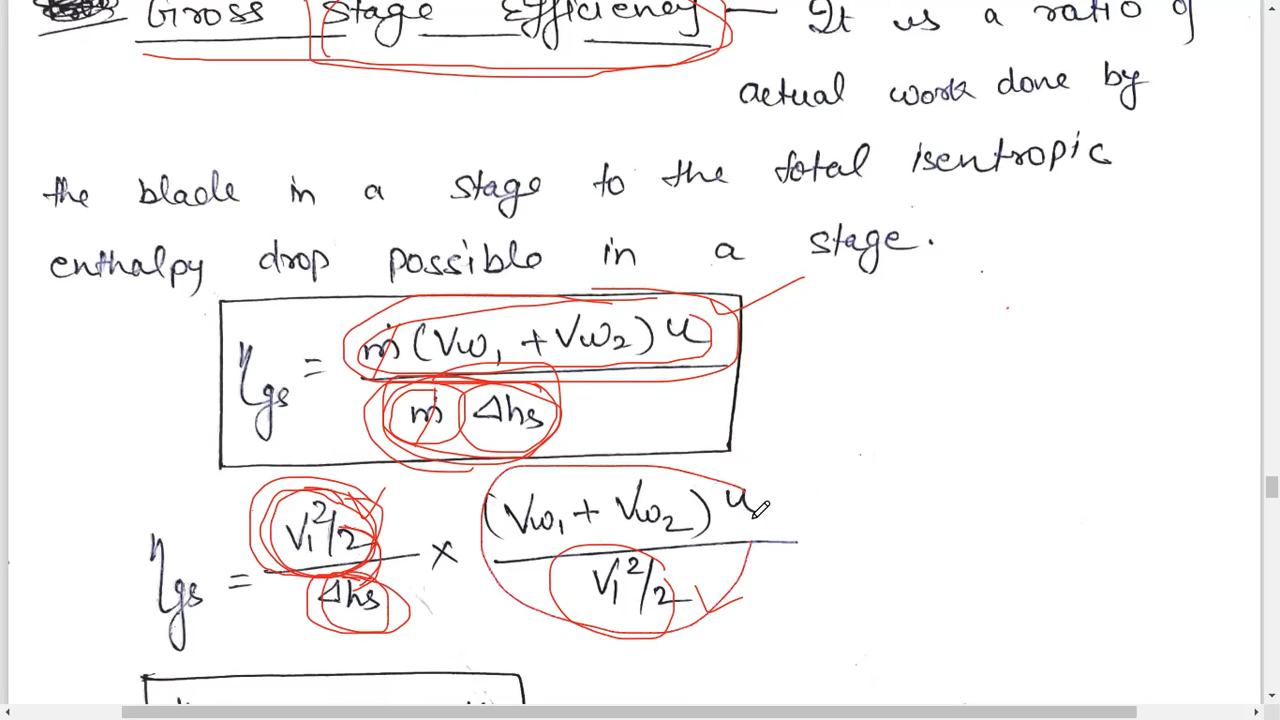 Gross Stage Efficiency — It is a ratio of
actual work done by
the blade in a stage to the total isentropic
enthalpy drop possible in a stage.
ηgs = ṁ (Vw₁ + Vw₂) u / ṁ Δhs
ηgs = V₁²/2 / Δhs × (Vw₁ + Vw₂) u / V₁²/2